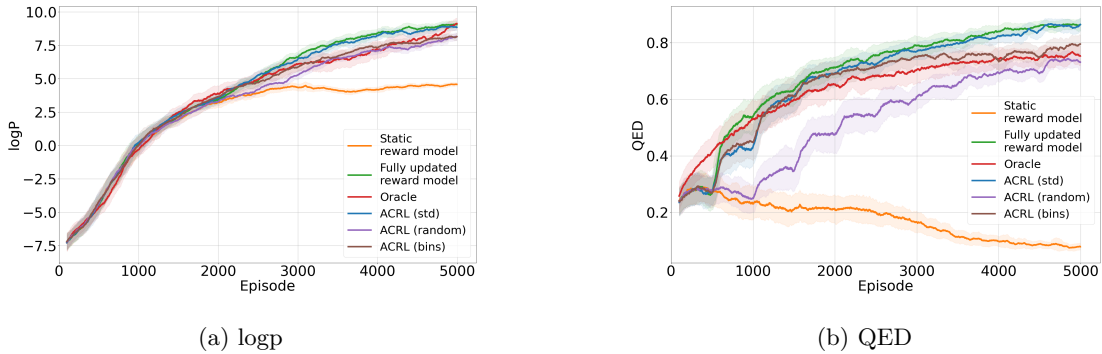 10.0
7.5
5.0
2.5
0.0
−2.5
−5.0
−7.5
logP
0
1000
2000
3000
4000
5000
Episode
Static
reward model
Fully updated
reward model
Oracle
ACRL (std)
ACRL (random)
ACRL (bins)
(a) logp
0.8
0.6
0.4
0.2
QED
0
1000
2000
3000
4000
5000
Episode
Static
reward model
Fully updated
reward model
Oracle
ACRL (std)
ACRL (random)
ACRL (bins)
(b) QED